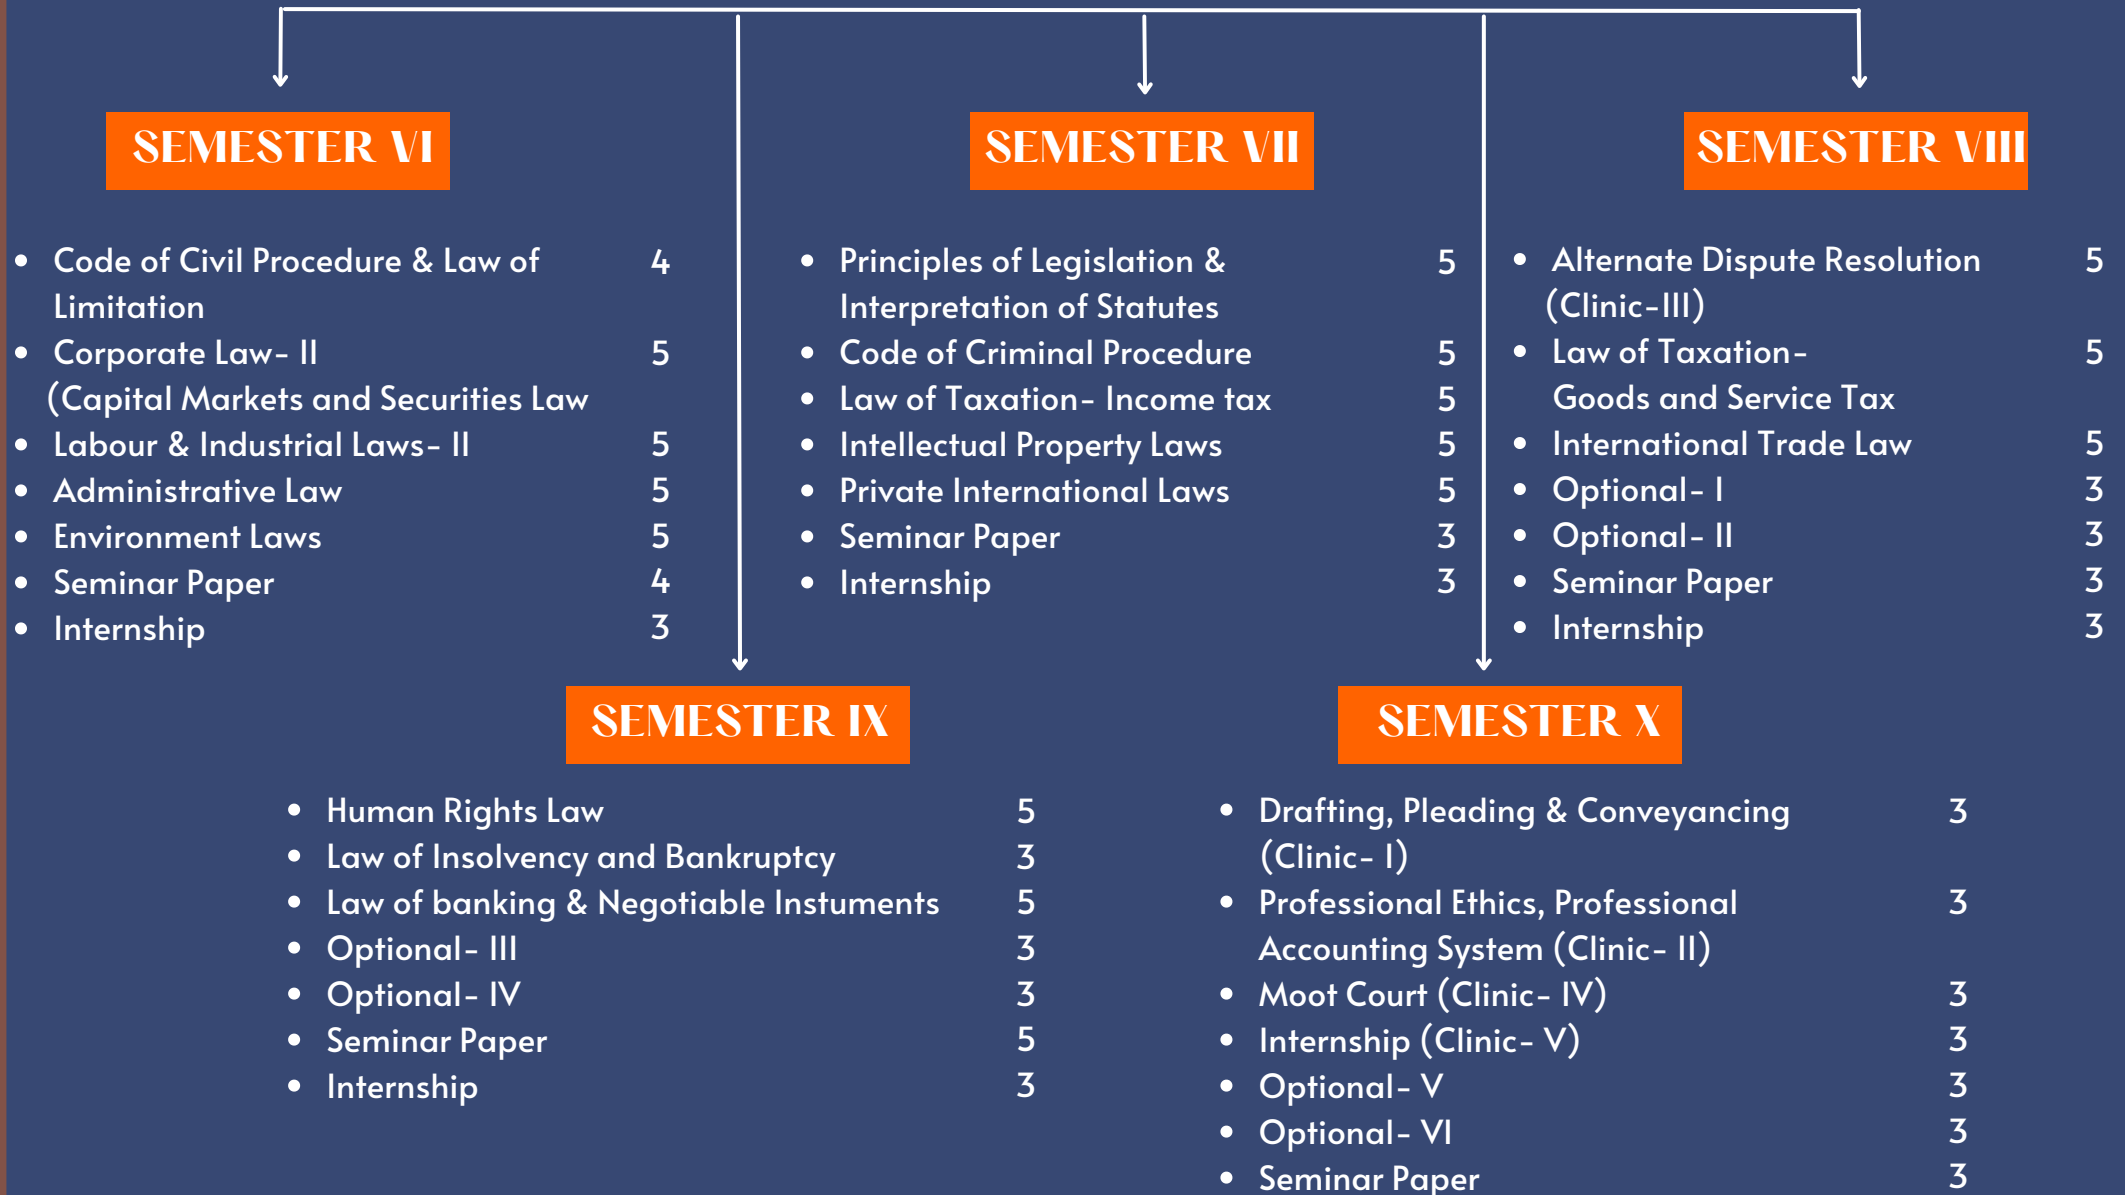 SEMESTER VI
Code of Civil Procedure & Law of 4
Limitation
Corporate Law- II 5
(Capital Markets and Securities Law
Labour & Industrial Laws- II 5
Administrative Law 5
Environment Laws 5
Seminar Paper 4
Internship 3
SEMESTER VII
Principles of Legislation & 5
Interpretation of Statutes
Code of Criminal Procedure 5
Law of Taxation- Income tax 5
Intellectual Property Laws 5
Private International Laws 5
Seminar Paper 3
Internship 3
SEMESTER VIII
Alternate Dispute Resolution 5
(Clinic-III)
Law of Taxation- 5
Goods and Service Tax
International Trade Law 5
Optional- I 3
Optional- II 3
Seminar Paper 3
Internship 3
SEMESTER IX
Human Rights Law 5
Law of Insolvency and Bankruptcy 3
Law of banking & Negotiable Instuments 5
Optional- III 3
Optional- IV 3
Seminar Paper 5
Internship 3
SEMESTER X
Drafting, Pleading & Conveyancing 3
(Clinic- I)
Professional Ethics, Professional 3
Accounting System (Clinic- II)
Moot Court (Clinic- IV) 3
Internship (Clinic- V) 3
Optional- V 3
Optional- VI 3
Seminar Paper 3